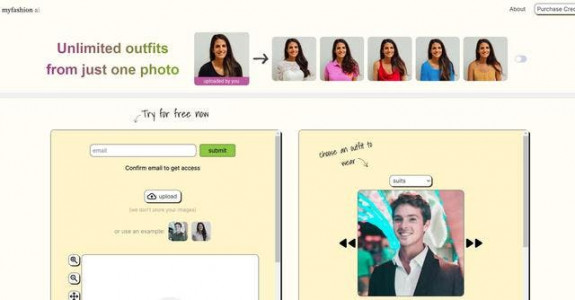 myfashion ai
About
Purchase Cred
Unlimited outfits
from just one photo
uploaded by you
Try for free now
email
submit
Confirm email to get access
upload
(we don't store your images)
or use an example:
choose an outfit to
wear
suits